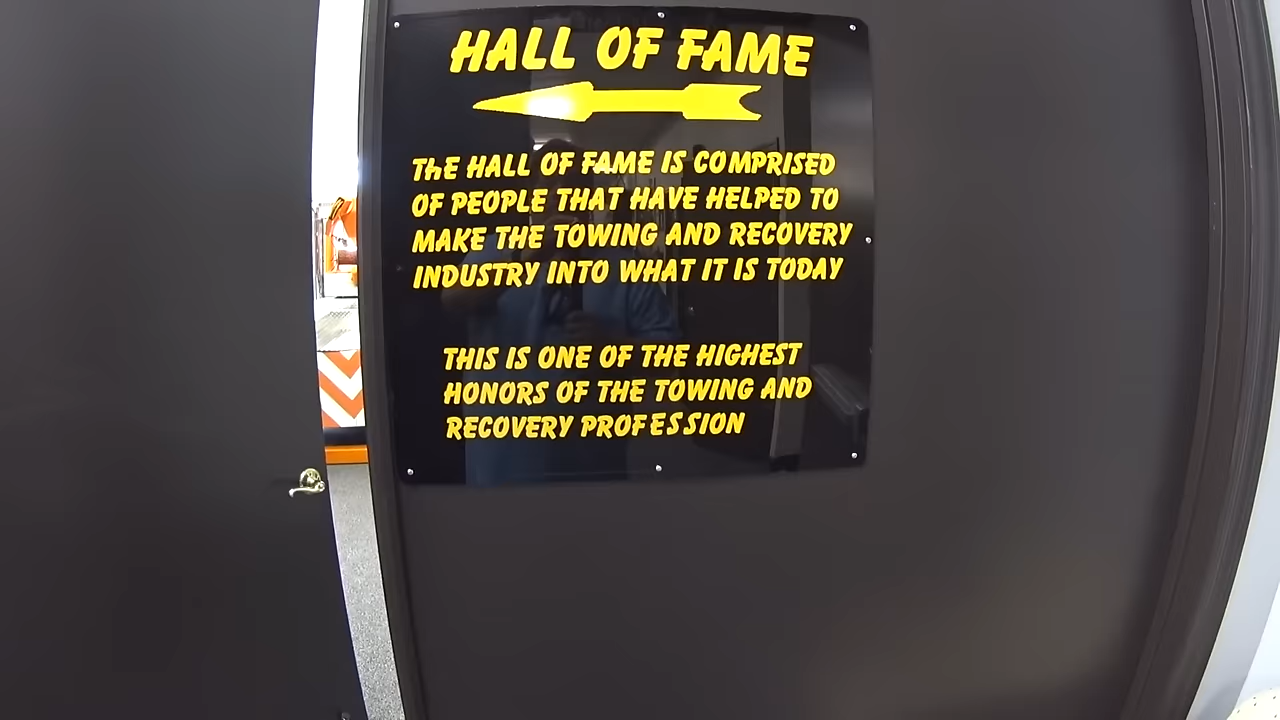 HALL OF FAME
ThE HALL OF FAME IS COMPRISED
OF PEOPLE THAT HAVE HELPED TO
MAKE THE TOWING AND RECOVERY
INDUSTRY INTO WHAT IT IS TODAY
THIS IS ONE OF THE HIGHEST
HONORS OF THE TOWING AND
RECOVERY PROFESSION